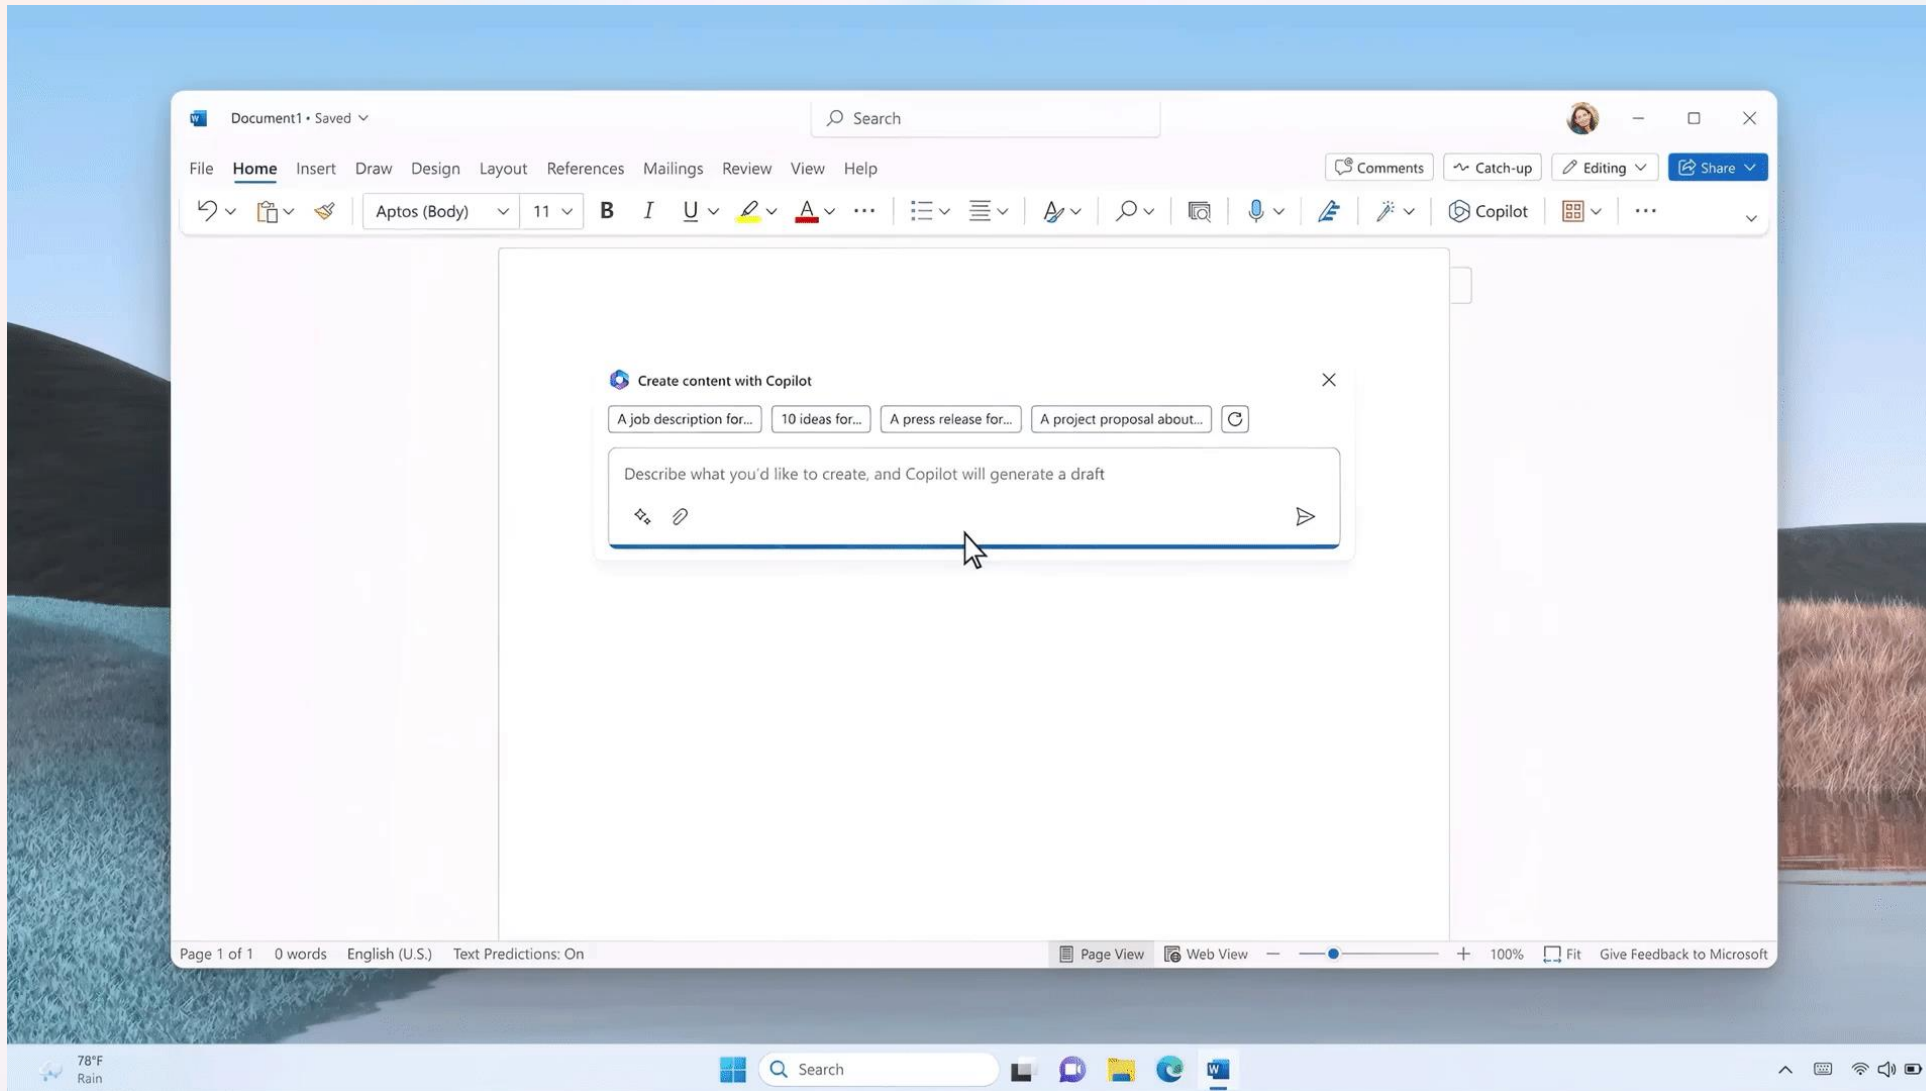 Document1 • Saved
Search
File Home Insert Draw Design Layout References Mailings Review View Help
Comments Catch-up Editing Share
Aptos (Body) 11 B I U A Copilot
Create content with Copilot
A job description for... 10 ideas for... A press release for... A project proposal about...
Describe what you'd like to create, and Copilot will generate a draft
Page 1 of 1 0 words English (U.S.) Text Predictions: On Page View Web View 100% Fit Give Feedback to Microsoft
78°F
Rain
Search